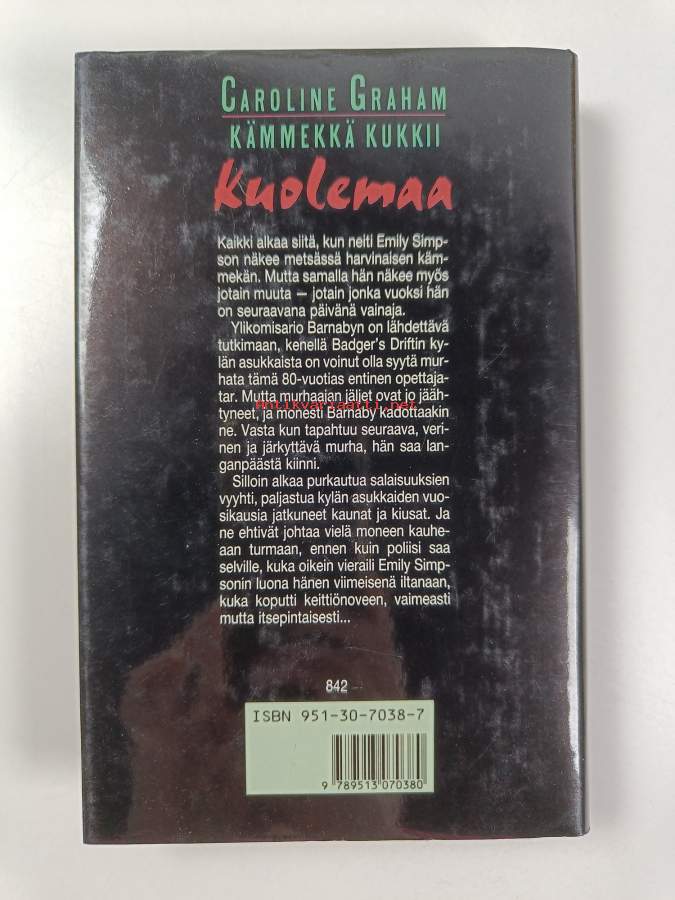 CAROLINE GRAHAM
KÄMMEKKÄ KUKKII
Kuolemaa
Kaikki alkaa siitä, kun neiti Emily Simp-
son näkee metsässä harvinaisen käm-
mekän. Mutta samalla hän näkee myös
jotain muuta — jotain jonka vuoksi hän
on seuraavana päivänä vainaja.
Ylikomisario Barnabyn on lähdettävä
tutkimaan, kenellä Badger's Driftin ky-
län asukkaista on voinut olla syytä mur-
hata tämä 80-vuotias entinen opettaja-
tar. Mutta murhaajan jäljet ovat jo jääh-
Antikvariaatti.net
tyneet, ja monesti Barnaby kadottaakin
ne. Vasta kun tapahtuu seuraava, veri-
nen ja järkyttävä murha, hän saa lan-
ganpäästä kiinni.
Silloin alkaa purkautua salaisuuksien
vyyhti, paljastua kylän asukkaiden vuo-
sikausia jatkuneet kaunat ja kiusat. Ja
ne ehtivät johtaa vielä moneen kauhe-
aan turmaan, ennen kuin poliisi saa
selville, kuka oikein vieraili Emily Simp-
sonin luona hänen viimeisenä iltanaan,
kuka koputti keittiönoveen, vaimeasti
mutta itsepintaisesti...
842
ISBN 951-30-7038-7
9 789513 070380